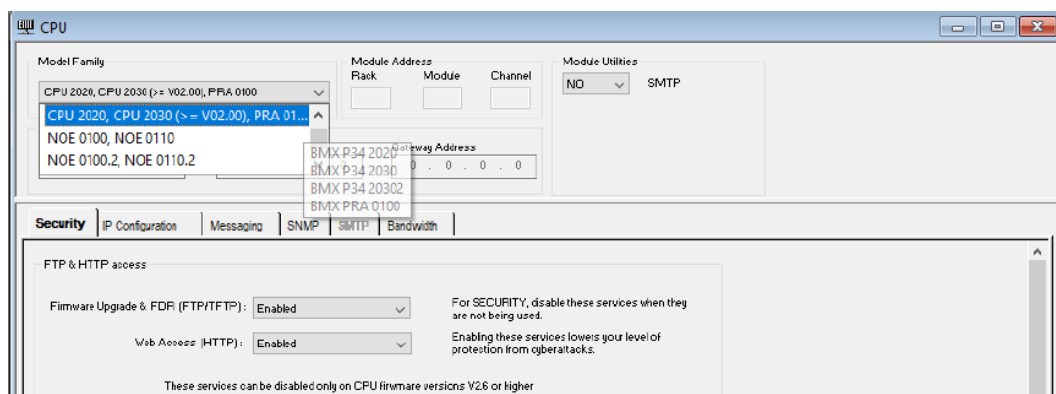 CPU
Model Family
CPU 2020, CPU 2030 (>= V02.00), PRA 0100
CPU 2020, CPU 2030 (> = V02.00), PRA 01...
NOE 0100, NOE 0110
NOE 0100.2, NOE 0110.2
Module Address
Rack Module Channel
Module Utilities
NO SMTP
Gateway Address
0 . 0 . 0 . 0
BMX P34 2020
BMX P34 2030
BMX P34 20302
BMX PRA 0100
Security IP Configuration Messaging SNMP SMTP Bandwidth
FTP & HTTP access
Firmware Upgrade & FDR (FTP/TFTP) : Enabled
For SECURITY, disable these services when they
are not being used.
Web Access (HTTP) : Enabled
Enabling these services lowers your level of
protection from cyberattacks.
These services can be disabled only on CPU firmware versions V2.6 or higher